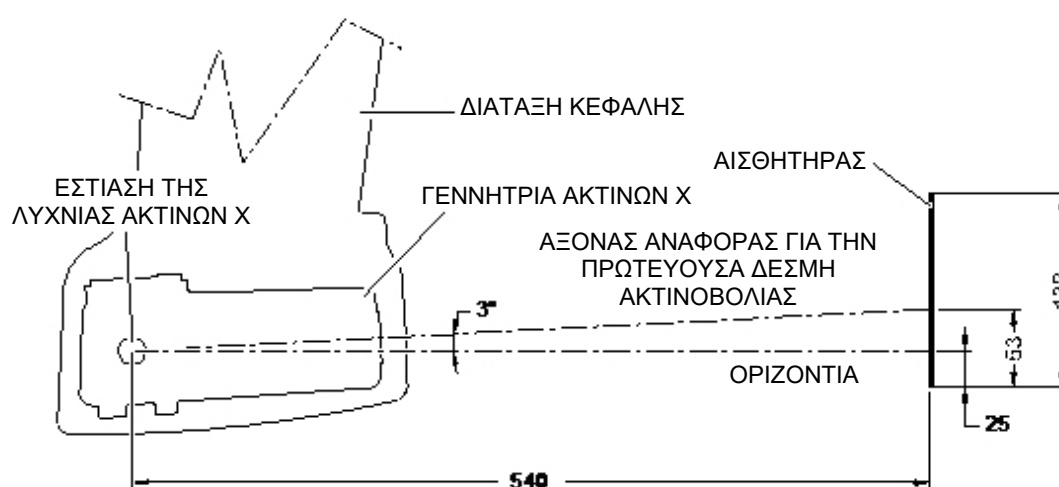 ΔΙΑΤΑΞΗ ΚΕΦΑΛΗΣ
ΑΙΣΘΗΤΗΡΑΣ
ΕΣΤΙΑΣΗ ΤΗΣ
ΛΥΧΝΙΑΣ ΑΚΤΙΝΩΝ Χ
ΓΕΝΝΗΤΡΙΑ ΑΚΤΙΝΩΝ Χ
ΑΞΟΝΑΣ ΑΝΑΦΟΡΑΣ ΓΙΑ ΤΗΝ
ΠΡΩΤΕΥΟΥΣΑ ΔΕΣΜΗ
ΑΚΤΙΝΟΒΟΛΙΑΣ
3°
53
ΟΡΙΖΟΝΤΙΑ
25
540